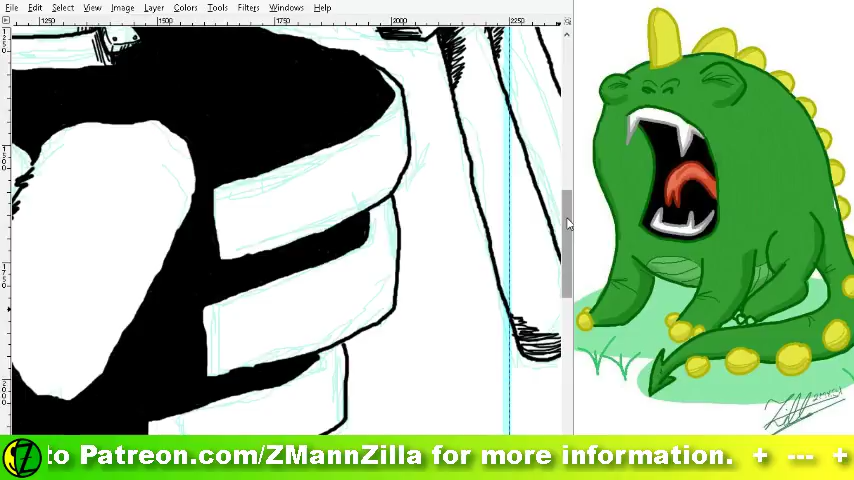 File Edit Select View Image Layer Colors Tools Filters Windows Help
1250 1500 1750 2000 2250
to Patreon.com/ZMannZilla for more information. + --- +
Z